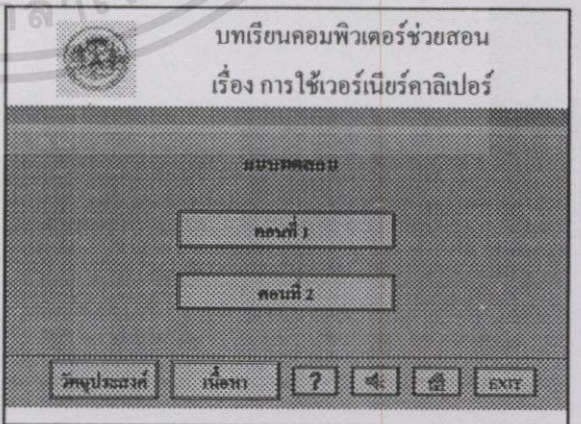 บทเรียนคอมพิวเตอร์ช่วยสอน
เรื่อง การใช้เวอร์เนียร์คาลิเปอร์
แบบทดสอบ
ตอนที่ 1
ตอนที่ 2
วัตถุประสงค์ เนื้อหา ? EXIT